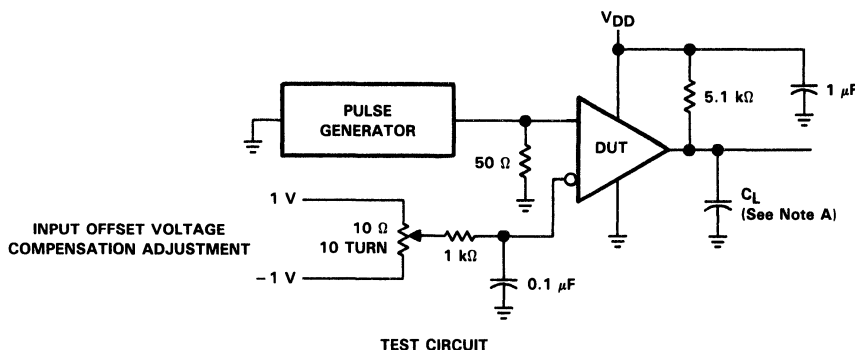 VDD
PULSE
GENERATOR
5.1 kΩ
1 μF
DUT
50 Ω
CL
(See Note A)
1 V
INPUT OFFSET VOLTAGE
COMPENSATION ADJUSTMENT
10 Ω
10 TURN
1 kΩ
−1 V
0.1 μF
TEST CIRCUIT